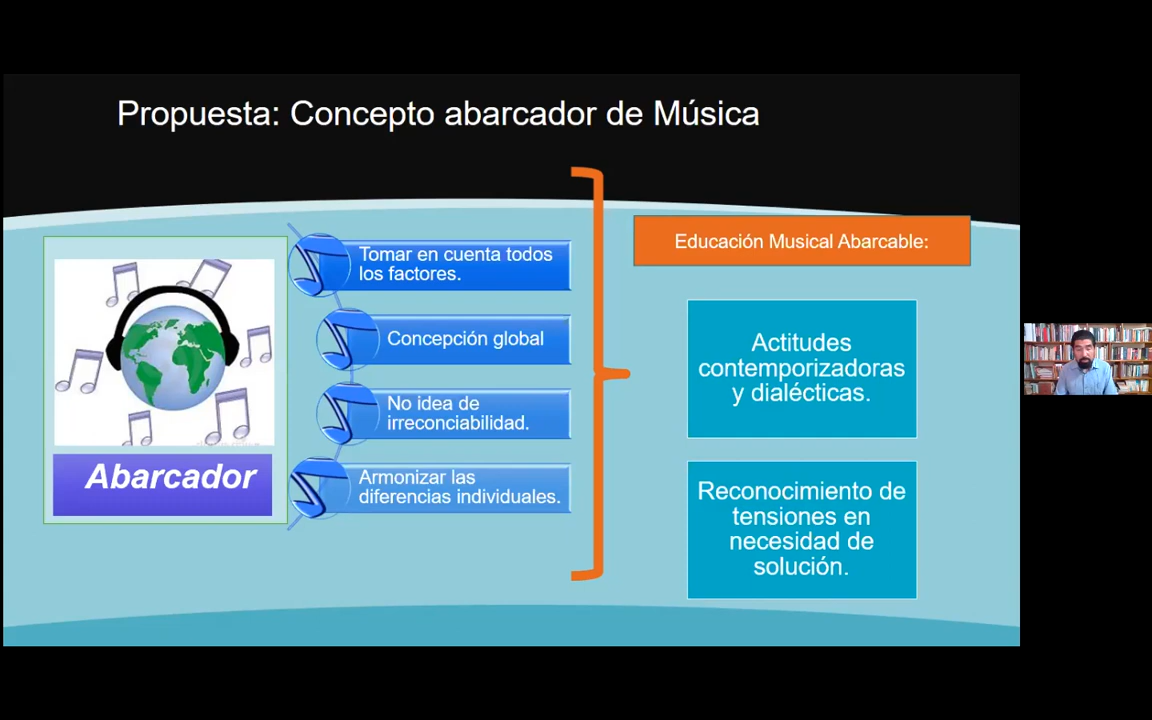 Propuesta: Concepto abarcador de Música
Abarcador
Tomar en cuenta todos
los factores.
Concepción global
No idea de
irreconciabilidad.
Armonizar las
diferencias individuales.
Educación Musical Abarcable:
Actitudes
contemporizadoras
y dialécticas.
Reconocimiento de
tensiones en
necesidad de
solución.